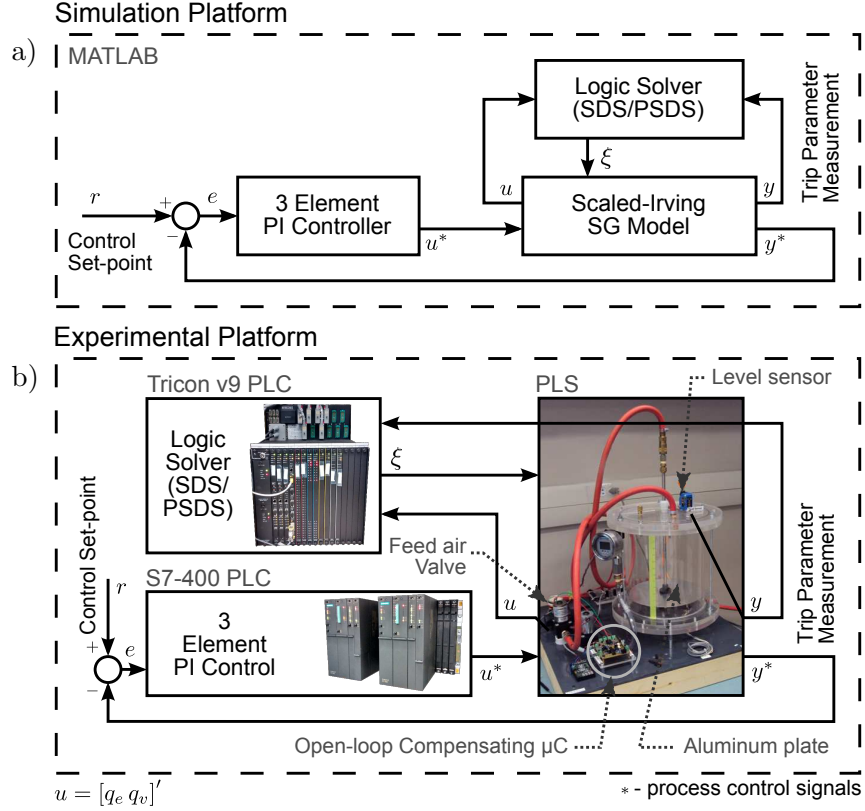 Simulation Platform
a)
MATLAB
Logic Solver
(SDS/PSDS)
Trip Parameter
Measurement
ξ
u
y
r
+
e
−
3 Element
PI Controller
u*
Scaled-Irving
SG Model
y*
Control
Set-point
Experimental Platform
b)
Tricon v9 PLC
PLS
Level sensor
Logic
Solver
(SDS/
PSDS)
ξ
Control Set-point
Feed air
Valve
Trip Parameter
Measurement
S7-400 PLC
r
u
y
+
e
−
3
Element
PI Control
u*
y*
Open-loop Compensating µC
Aluminum plate
u = [q_e q_v]′
* - process control signals